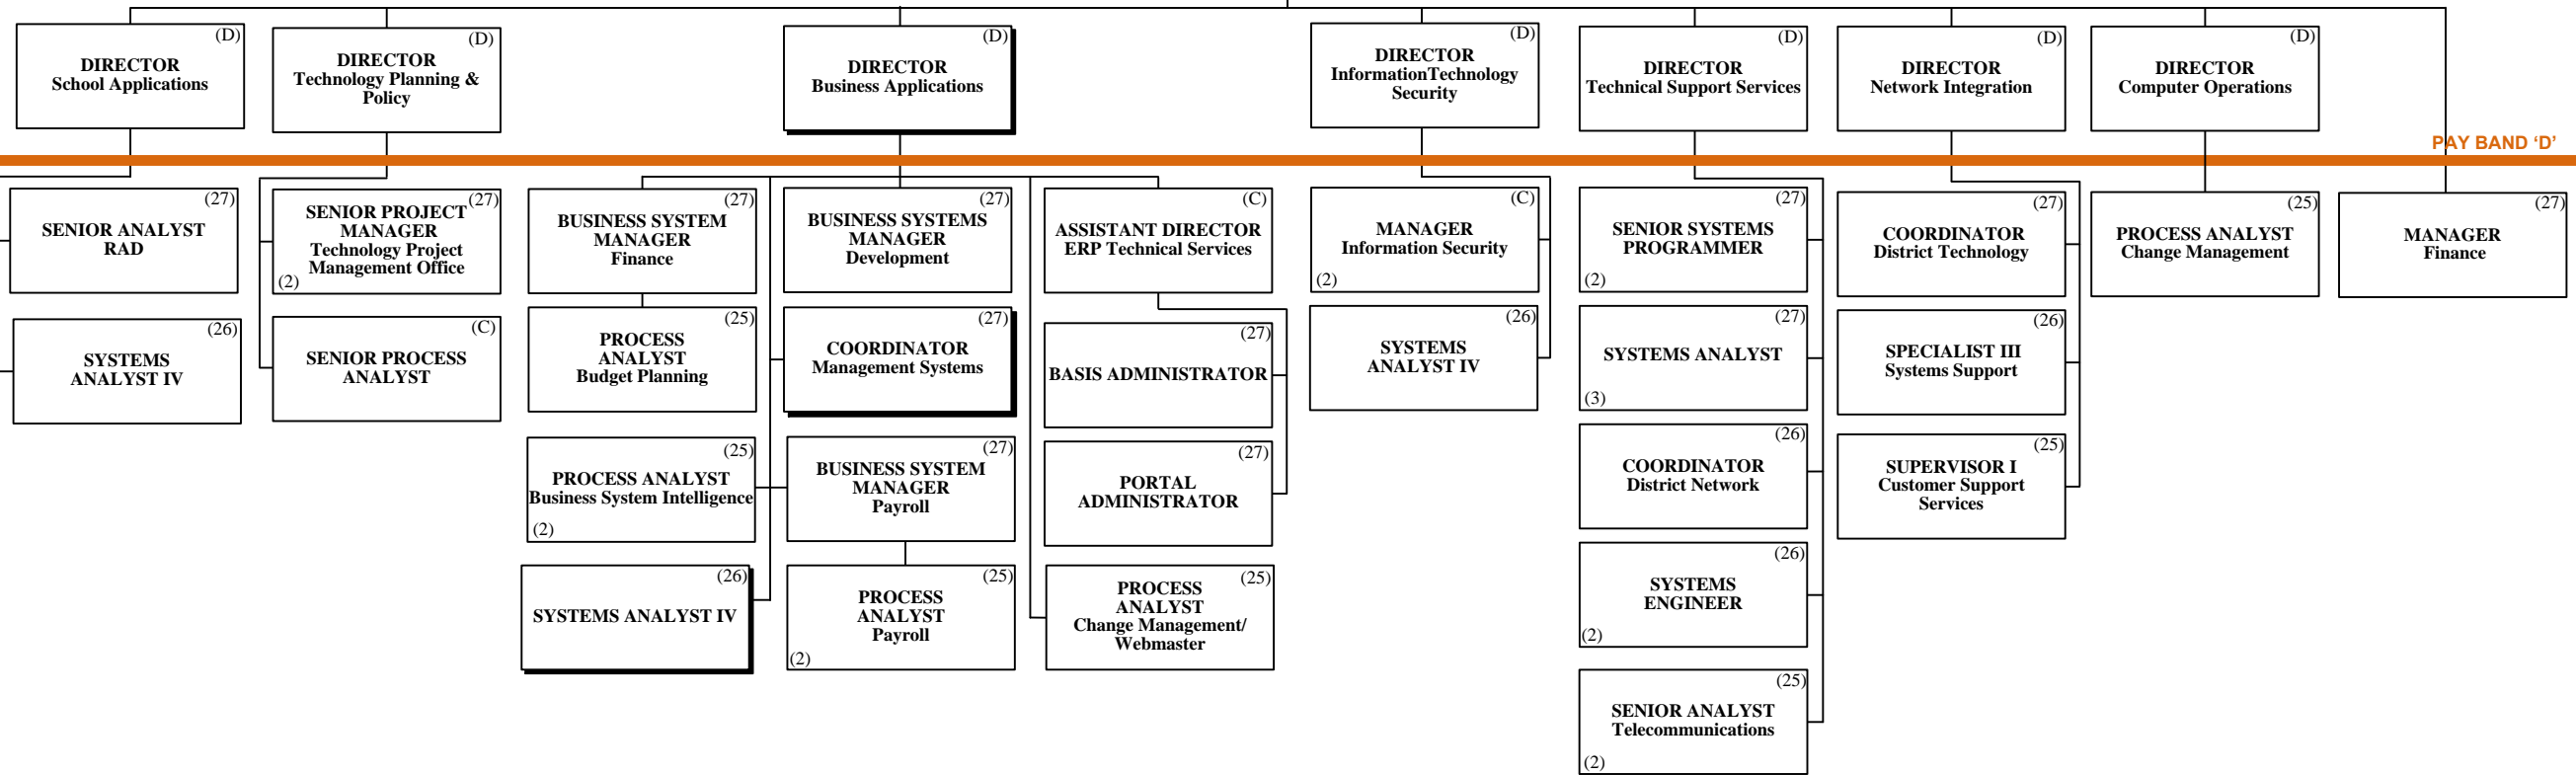 (D)
DIRECTOR
School Applications
(D)
DIRECTOR
Technology Planning &
Policy
(D)
DIRECTOR
Business Applications
(D)
DIRECTOR
InformationTechnology
Security
(D)
DIRECTOR
Technical Support Services
(D)
DIRECTOR
Network Integration
(D)
DIRECTOR
Computer Operations
PAY BAND ‘D’
(27)
SENIOR ANALYST
RAD
(26)
SYSTEMS
ANALYST IV
(27)
SENIOR PROJECT
MANAGER
Technology Project
Management Office
(2)
(C)
SENIOR PROCESS
ANALYST
(27)
BUSINESS SYSTEM
MANAGER
Finance
(25)
PROCESS
ANALYST
Budget Planning
(25)
PROCESS ANALYST
Business System Intelligence
(2)
(26)
SYSTEMS ANALYST IV
(27)
BUSINESS SYSTEMS
MANAGER
Development
(27)
COORDINATOR
Management Systems
(27)
BUSINESS SYSTEM
MANAGER
Payroll
(25)
PROCESS
ANALYST
Payroll
(2)
(C)
ASSISTANT DIRECTOR
ERP Technical Services
(27)
BASIS ADMINISTRATOR
(27)
PORTAL
ADMINISTRATOR
(25)
PROCESS
ANALYST
Change Management/
Webmaster
(C)
MANAGER
Information Security
(2)
(26)
SYSTEMS
ANALYST IV
(27)
SENIOR SYSTEMS
PROGRAMMER
(2)
(27)
SYSTEMS ANALYST
(3)
(26)
COORDINATOR
District Network
(26)
SYSTEMS
ENGINEER
(2)
(25)
SENIOR ANALYST
Telecommunications
(2)
(27)
COORDINATOR
District Technology
(26)
SPECIALIST III
Systems Support
(25)
SUPERVISOR I
Customer Support
Services
(25)
PROCESS ANALYST
Change Management
(27)
MANAGER
Finance